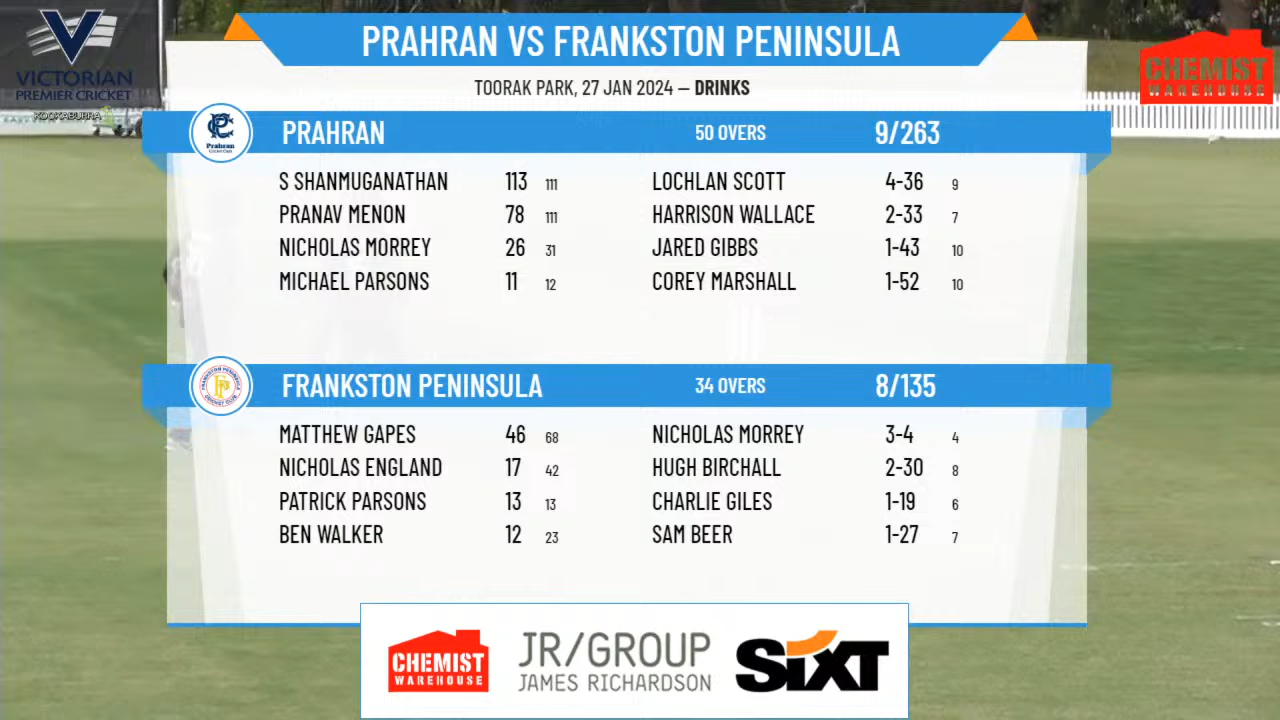 VICTORIAN
PREMIER CRICKET
KOOKABURRA
PRAHRAN VS FRANKSTON PENINSULA
CHEMIST
WAREHOUSE
TOORAK PARK, 27 JAN 2024 – DRINKS
Prahran
PRAHRAN 50 OVERS 9/263
S SHANMUGANATHAN 113 111 LOCHLAN SCOTT 4-36 9
PRANAV MENON 78 111 HARRISON WALLACE 2-33 7
NICHOLAS MORREY 26 31 JARED GIBBS 1-43 10
MICHAEL PARSONS 11 12 COREY MARSHALL 1-52 10
FRANKSTON PENINSULA 34 OVERS 8/135
MATTHEW GAPES 46 68 NICHOLAS MORREY 3-4 4
NICHOLAS ENGLAND 17 42 HUGH BIRCHALL 2-30 8
PATRICK PARSONS 13 13 CHARLIE GILES 1-19 6
BEN WALKER 12 23 SAM BEER 1-27 7
CHEMIST
WAREHOUSE
JR/GROUP
JAMES RICHARDSON
SIXT